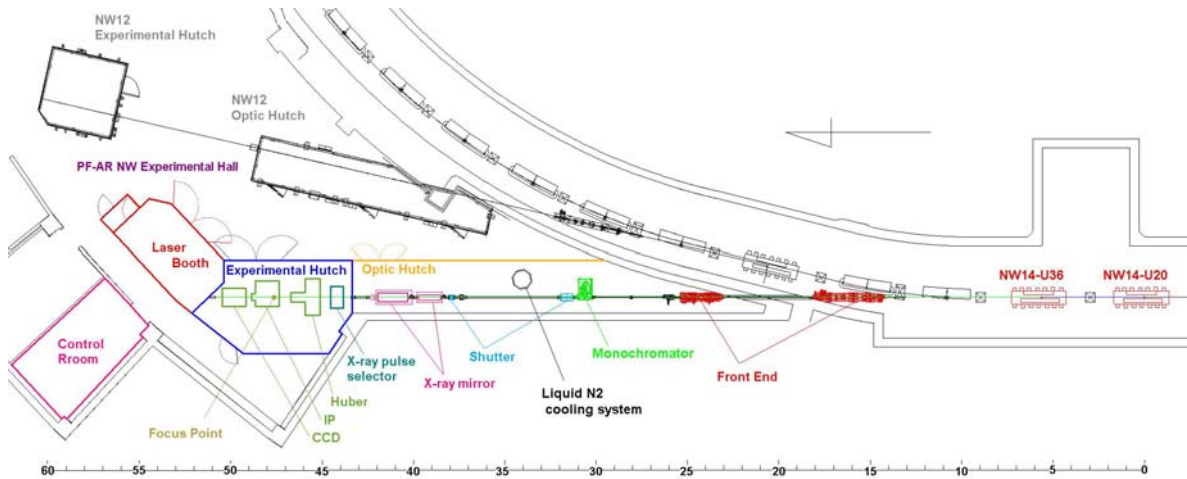 NW12
Experimental Hutch
NW12
Optic Hutch
PF-AR NW Experimental Hall
Laser
Booth
Experimental Hutch
Optic Hutch
NW14-U36
NW14-U20
Control
Rroom
X-ray pulse
selector
X-ray mirror
Shutter
Monochromator
Front End
Liquid N2
cooling system
Huber
IP
CCD
Focus Point
60 55 50 45 40 35 30 25 20 15 10 5 0